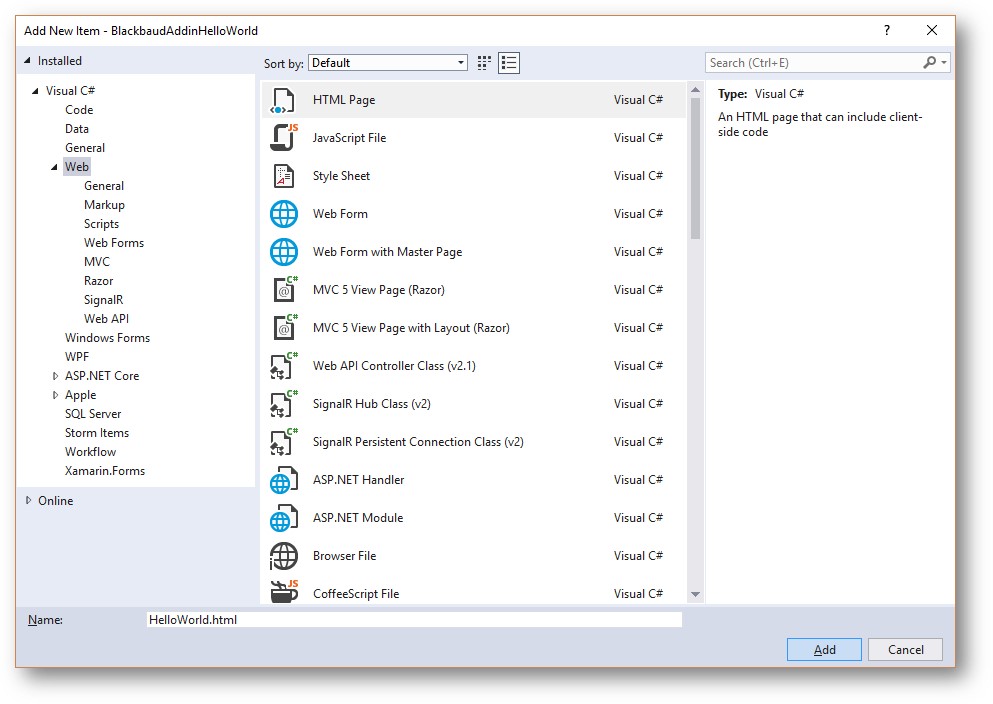 Add New Item - BlackbaudAddinHelloWorld
?
Installed
Sort by: Default
Search (Ctrl+E)
Visual C#
Code
Data
General
Web
General
Markup
Scripts
Web Forms
MVC
Razor
SignalR
Web API
Windows Forms
WPF
ASP.NET Core
Apple
SQL Server
Storm Items
Workflow
Xamarin.Forms
Online
HTML Page Visual C#
JavaScript File Visual C#
Style Sheet Visual C#
Web Form Visual C#
Web Form with Master Page Visual C#
MVC 5 View Page (Razor) Visual C#
MVC 5 View Page with Layout (Razor) Visual C#
Web API Controller Class (v2.1) Visual C#
SignalR Hub Class (v2) Visual C#
SignalR Persistent Connection Class (v2) Visual C#
ASP.NET Handler Visual C#
ASP.NET Module Visual C#
Browser File Visual C#
CoffeeScript File Visual C#
Type: Visual C#
An HTML page that can include client-
side code
Name: HelloWorld.html
Add Cancel